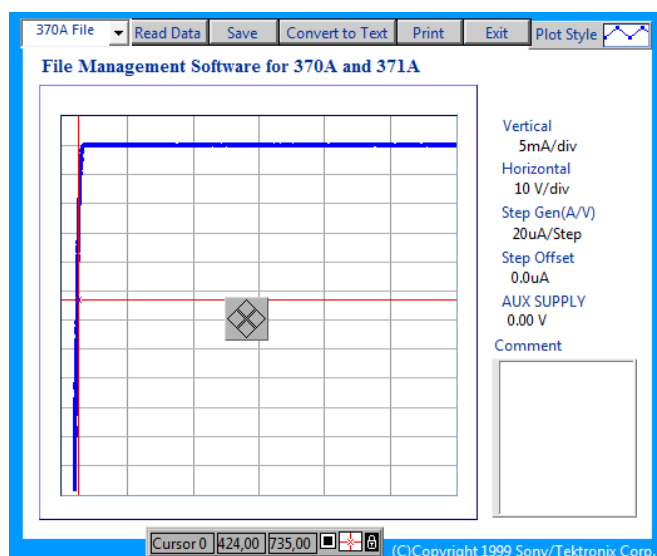 370A File Read Data Save Convert to Text Print Exit Plot Style
File Management Software for 370A and 371A
Vertical
5mA/div
Horizontal
10 V/div
Step Gen(A/V)
20uA/Step
Step Offset
0.0uA
AUX SUPPLY
0.00 V
Comment
Cursor 0 424,00 735,00
(C)Copyright 1999 Sony/Tektronix Corp